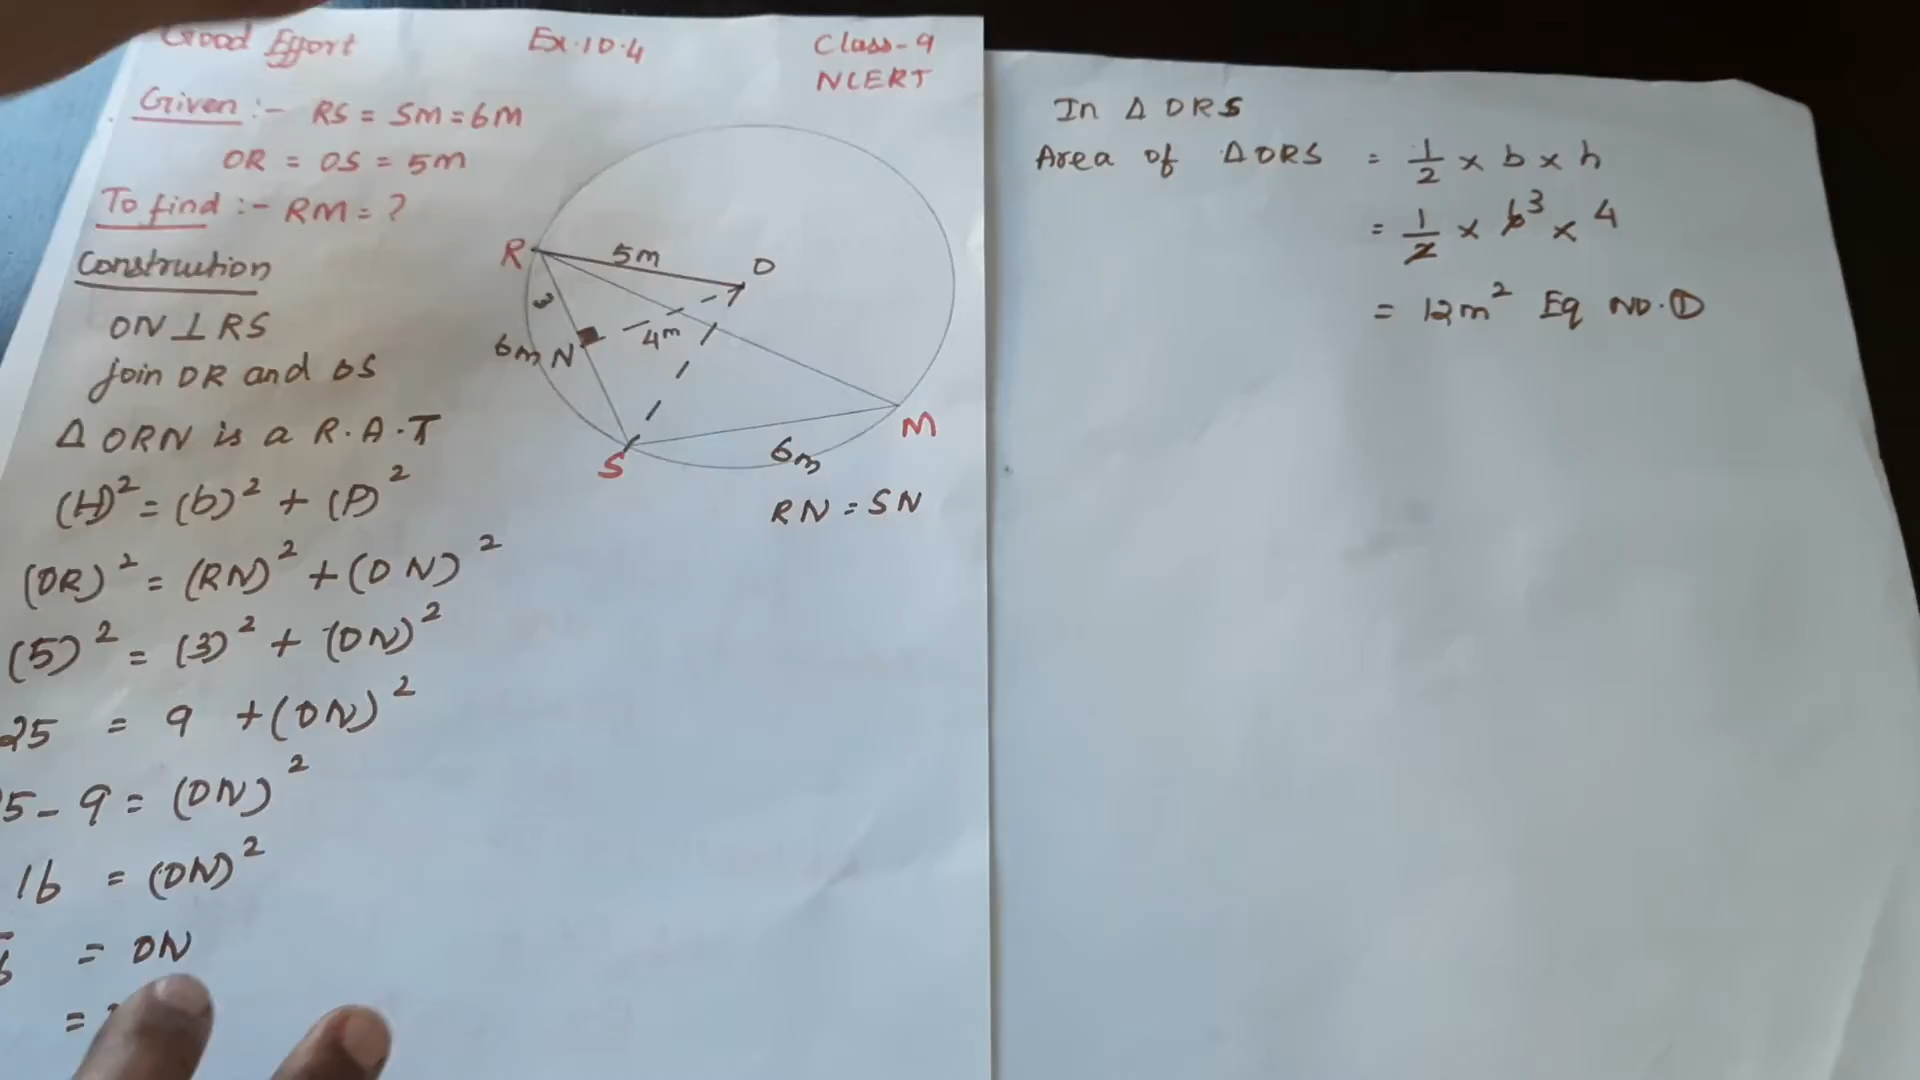 Good Effort
Ex.10.4
Class-9
NCERT
Given :- RS = SM = 6M
OR = OS = 5m
To find :- RM = ?
Construction
ON ⊥ RS
join OR and OS
Δ ORN is a R.A.T
(H)² = (b)² + (P)²
(OR)² = (RN)² + (ON)²
(5)² = (3)² + (ON)²
25 = 9 + (ON)²
5 - 9 = (ON)²
16 = (ON)²
= ON
=
R
5m
O
3
6m
N
4m
S
6m
M
RN = SN
In Δ ORS
Area of Δ ORS = 1/2 × b × h
= 1/2 × 6 3 × 4
= 12m² Eq No. ①